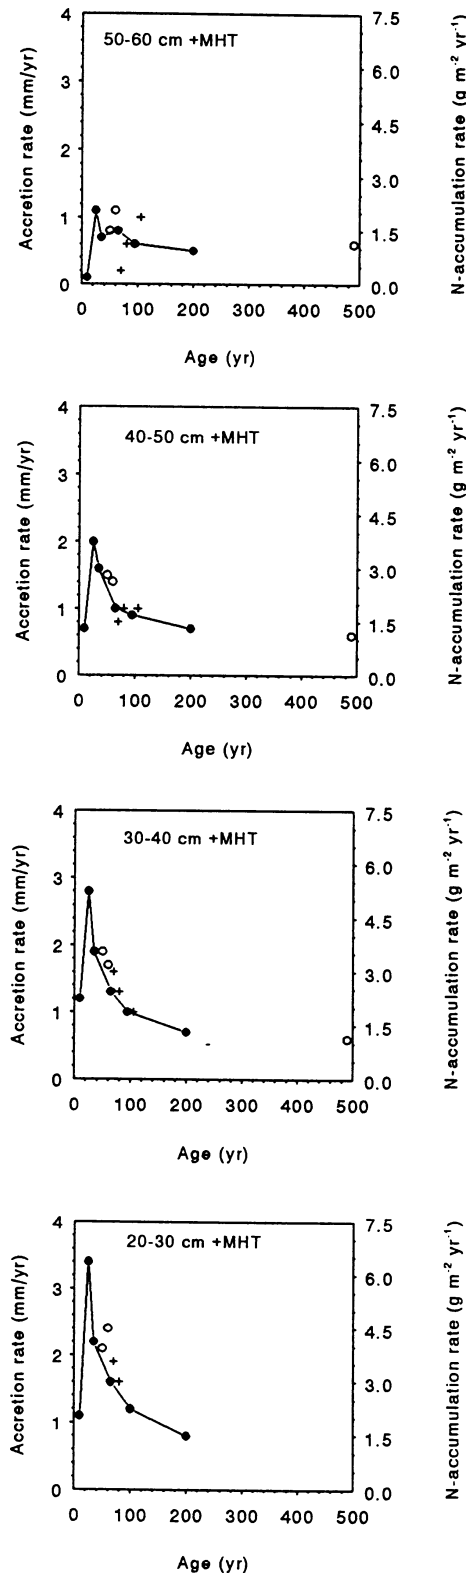 50-60 cm +MHT
4
3
2
1
0
7.5
6.0
4.5
3.0
1.5
0.0
0 100 200 300 400 500
Accretion rate (mm/yr)
N-accumulation rate (g m⁻² yr⁻¹)
Age (yr)
40-50 cm +MHT
4
3
2
1
0
7.5
6.0
4.5
3.0
1.5
0.0
0 100 200 300 400 500
Accretion rate (mm/yr)
N-accumulation rate (g m⁻² yr⁻¹)
Age (yr)
30-40 cm +MHT
4
3
2
1
0
7.5
6.0
4.5
3.0
1.5
0.0
0 100 200 300 400 500
Accretion rate (mm/yr)
N-accumulation rate (g m⁻² yr⁻¹)
Age (yr)
20-30 cm +MHT
4
3
2
1
0
7.5
6.0
4.5
3.0
1.5
0.0
0 100 200 300 400 500
Accretion rate (mm/yr)
N-accumulation rate (g m⁻² yr⁻¹)
Age (yr)